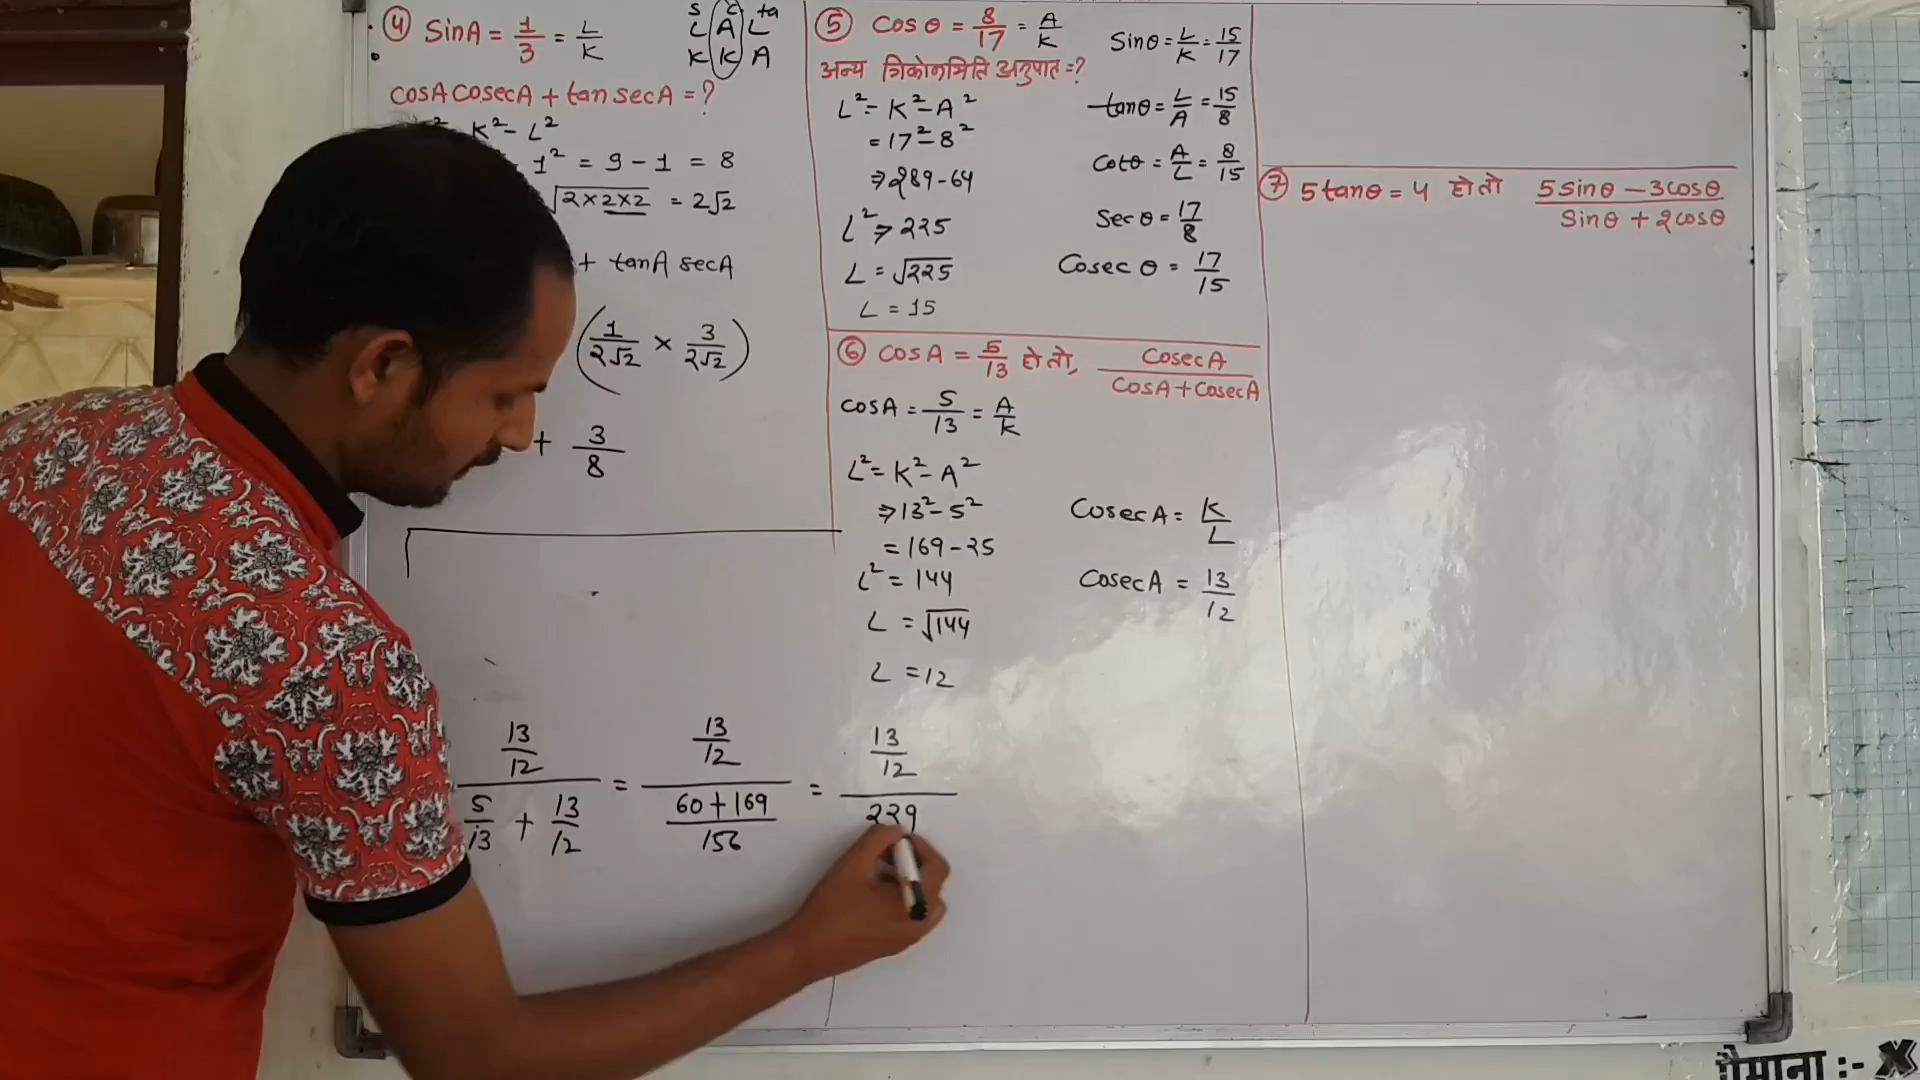 ④ SinA = 1/3 = L/K
S C ta
L A L
K K A
cosA cosecA + tan secA = ?
K² - L²
1² = 9 - 1 = 8
√2×2×2 = 2√2
+ tanA secA
(1/2√2 × 3/2√2)
+ 3/8
⑤ Cos θ = 8/17 = A/K
अन्य त्रिकोनमिति अनुपात = ?
L² = K² - A²
= 17² - 8²
⇒ 289 - 64
L² ⇒ 225
L = √225
L = 15
Sinθ = L/K = 15/17
tanθ = L/A = 15/8
Cotθ = A/L = 8/15
Sec θ = 17/8
Cosec θ = 17/15
⑥ CosA = 5/13 हो तो, CosecA/CosA + CosecA
cosA = 5/13 = A/K
L² = K² - A²
⇒ 13² - 5²
= 169 - 25
L² = 144
L = √144
L = 12
CosecA = K/L
CosecA = 13/12
13/12 / 5/13 + 13/12 = 13/12 / 60+169/156 = 13/12 / 229
⑦ 5tanθ = 4 हो तो 5sinθ - 3cosθ/Sinθ + 2cosθ
पैमाना :- X